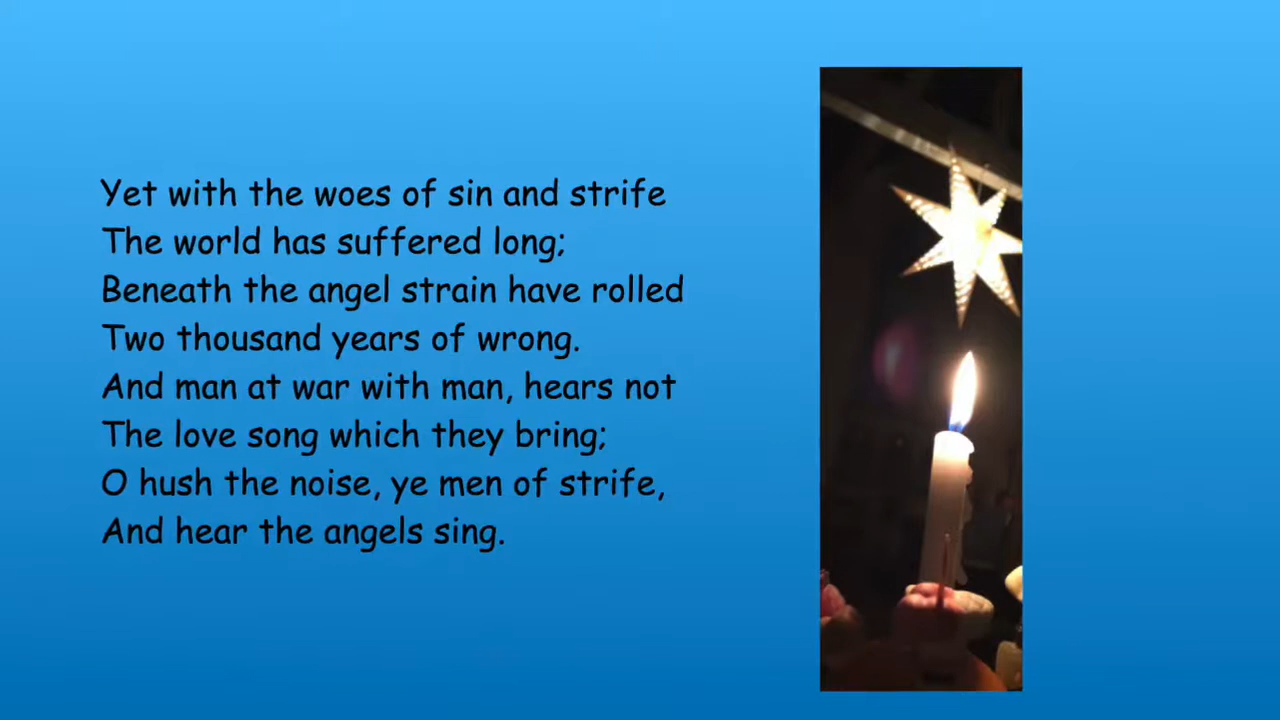 Yet with the woes of sin and strife
The world has suffered long;
Beneath the angel strain have rolled
Two thousand years of wrong.
And man at war with man, hears not
The love song which they bring;
O hush the noise, ye men of strife,
And hear the angels sing.